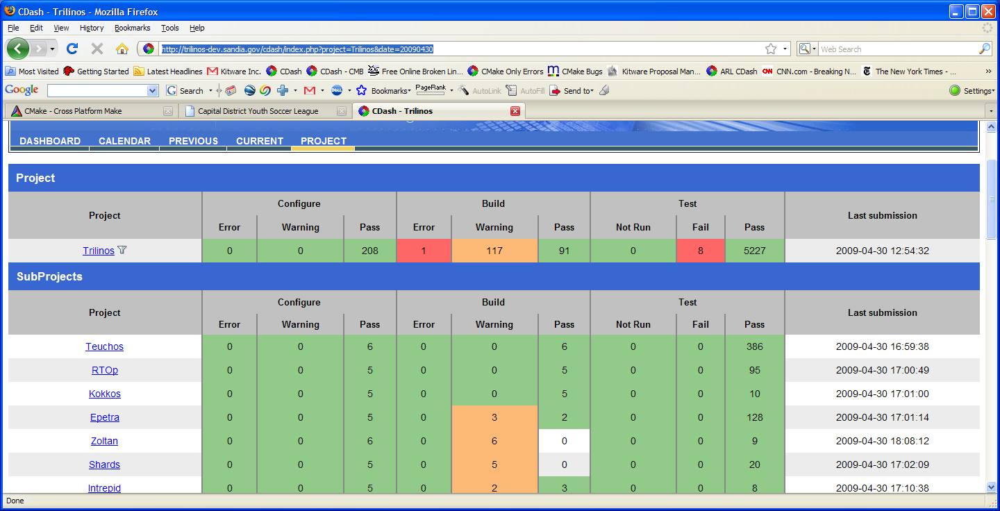 CDash - Trilinos - Mozilla Firefox
File Edit View History Bookmarks Tools Help
http://trilinos-dev.sandia.gov/cdash/index.php?project=Trilinos&date=20090430 Web Search
Most Visited Getting Started Latest Headlines Kitware Inc. CDash CDash - CMB Free Online Broken Lin... CMake Only Errors CMake Bugs Kitware Proposal Man... ARL CDash CNN CNN.com - Breaking N... The New York Times - ... »
Google G Search Bookmarks PageRank AutoLink AutoFill Send to Settings
CMake - Cross Platform Make Capital District Youth Soccer League CDash - Trilinos
DASHBOARD CALENDAR PREVIOUS CURRENT PROJECT
Project
Project Configure Build Test Last submission
Error Warning Pass Error Warning Pass Not Run Fail Pass
Trilinos 0 0 208 1 117 91 0 8 5227 2009-04-30 12:54:32
SubProjects
Project Configure Build Test Last submission
Error Warning Pass Error Warning Pass Not Run Fail Pass
Teuchos 0 0 6 0 0 6 0 0 386 2009-04-30 16:59:38
RTOp 0 0 5 0 0 5 0 0 95 2009-04-30 17:00:49
Kokkos 0 0 5 0 0 5 0 0 10 2009-04-30 17:01:00
Epetra 0 0 5 0 3 2 0 0 128 2009-04-30 17:01:14
Zoltan 0 0 6 0 6 0 0 0 9 2009-04-30 18:08:12
Shards 0 0 5 0 5 0 0 0 20 2009-04-30 17:02:09
Intrepid 0 0 5 0 2 3 0 0 8 2009-04-30 17:10:38
Done